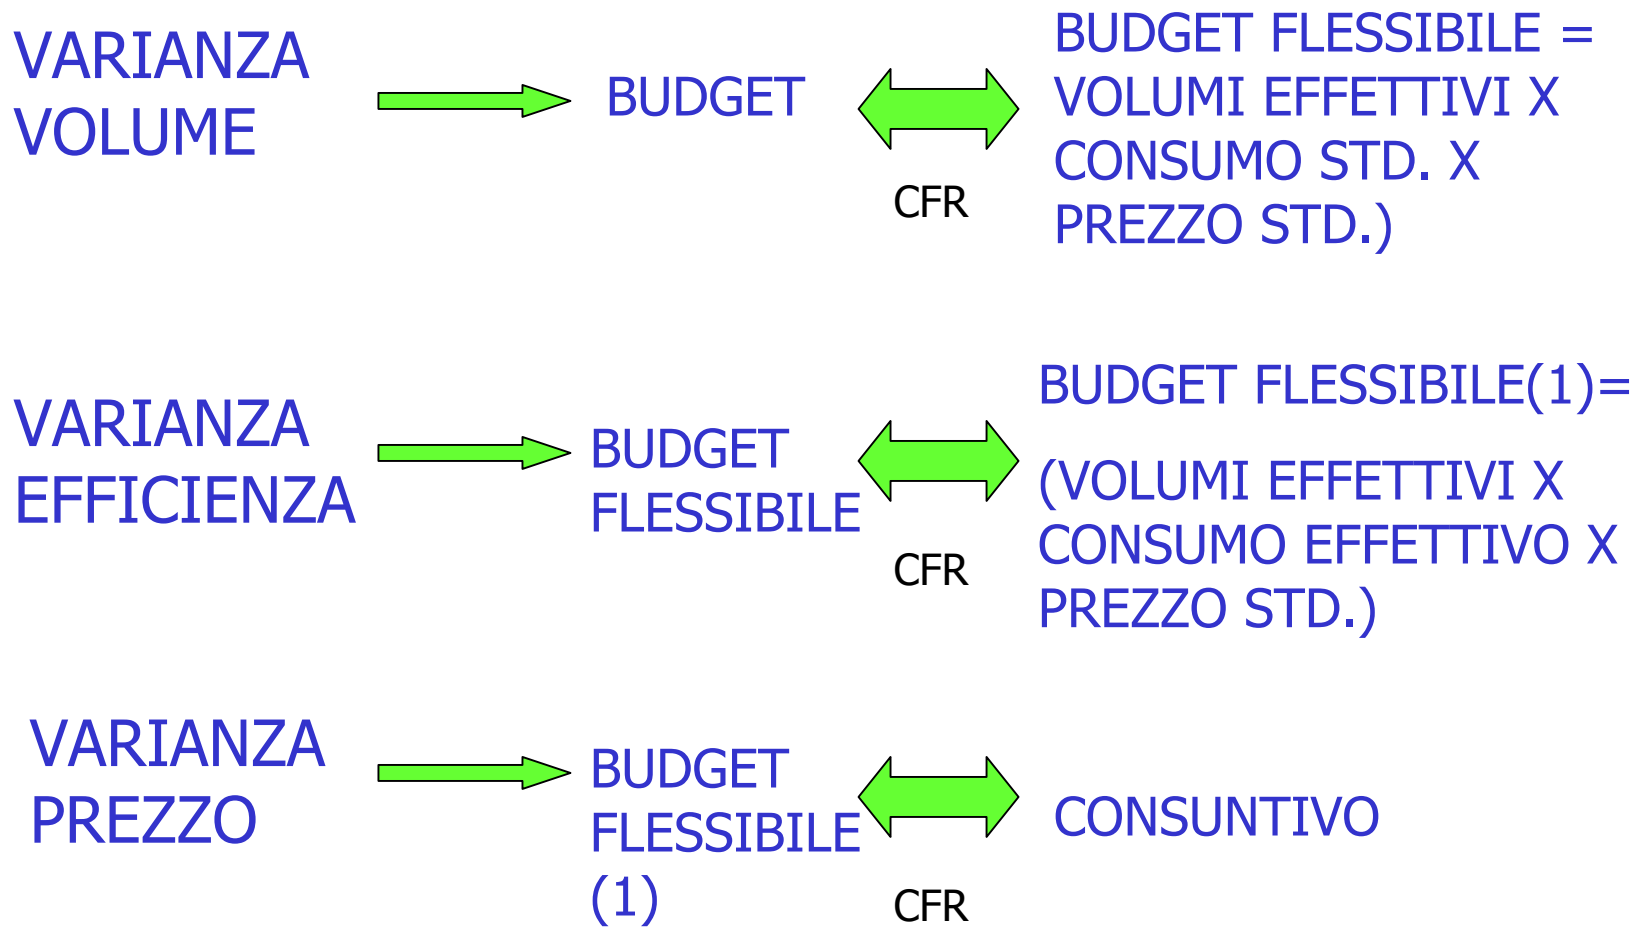 VARIANZA
VOLUME
BUDGET
CFR
BUDGET FLESSIBILE =
VOLUMI EFFETTIVI X
CONSUMO STD. X
PREZZO STD.)
VARIANZA
EFFICIENZA
BUDGET
FLESSIBILE
CFR
BUDGET FLESSIBILE(1)=
(VOLUMI EFFETTIVI X
CONSUMO EFFETTIVO X
PREZZO STD.)
VARIANZA
PREZZO
BUDGET
FLESSIBILE
(1)
CFR
CONSUNTIVO